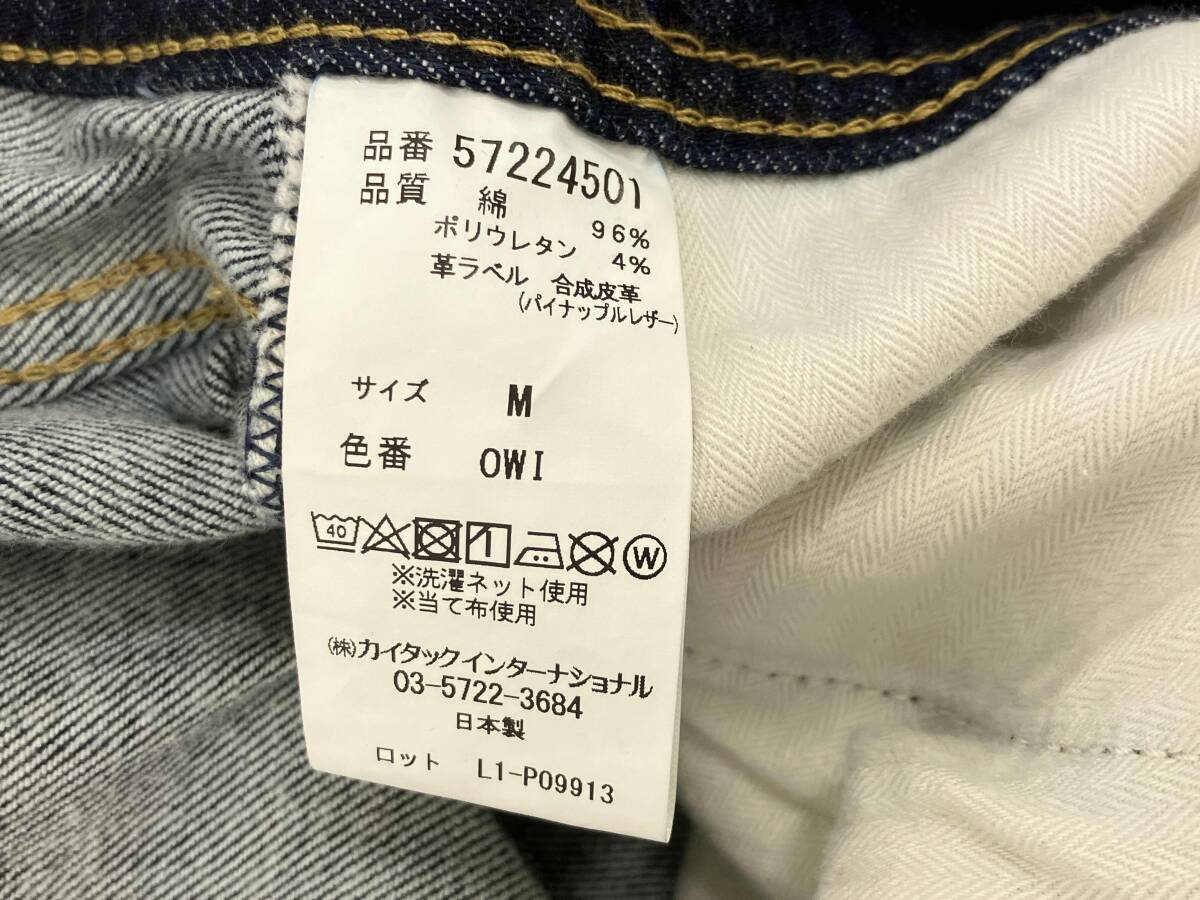 品番 57224501
品質 綿 96%
ポリウレタン 4%
革ラベル 合成皮革
(パイナップルレザー)
サイズ M
色番 OWI
40 W
※洗濯ネット使用
※当て布使用
(株)カイタックインターナショナル
03-5722-3684
日本製
ロット L1-P09913